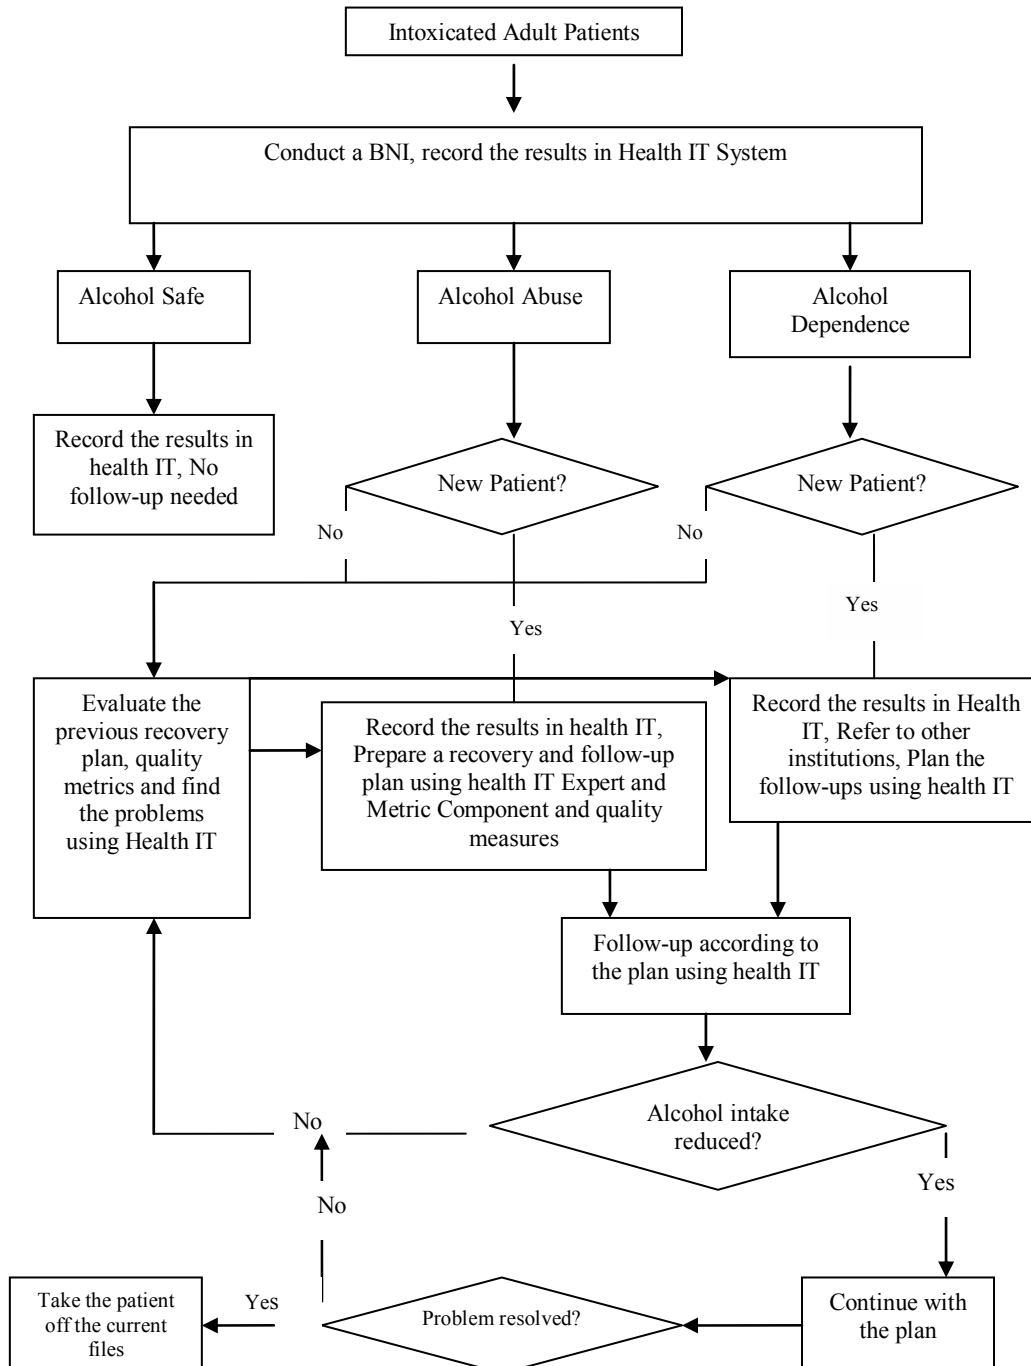 Intoxicated Adult Patients
Conduct a BNI, record the results in Health IT System
Alcohol Safe
Alcohol Abuse
Alcohol
Dependence
Record the results in
health IT, No
follow-up needed
New Patient?
New Patient?
No
No
Yes
Yes
Evaluate the
previous recovery
plan, quality
metrics and find
the problems
using Health IT
Record the results in health IT,
Prepare a recovery and follow-up
plan using health IT Expert and
Metric Component and quality
measures
Record the results in Health
IT, Refer to other
institutions, Plan the
follow-ups using health IT
Follow-up according to
the plan using health IT
Alcohol intake
reduced?
No
Yes
No
Continue with
the plan
Problem resolved?
Yes
Take the patient
off the current
files